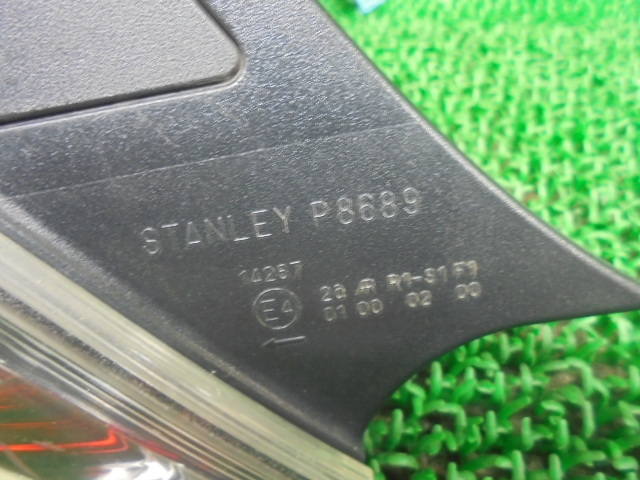 STANLEY P8689
14267
E4 2a AR R1-S1 F1
01 00 02 00